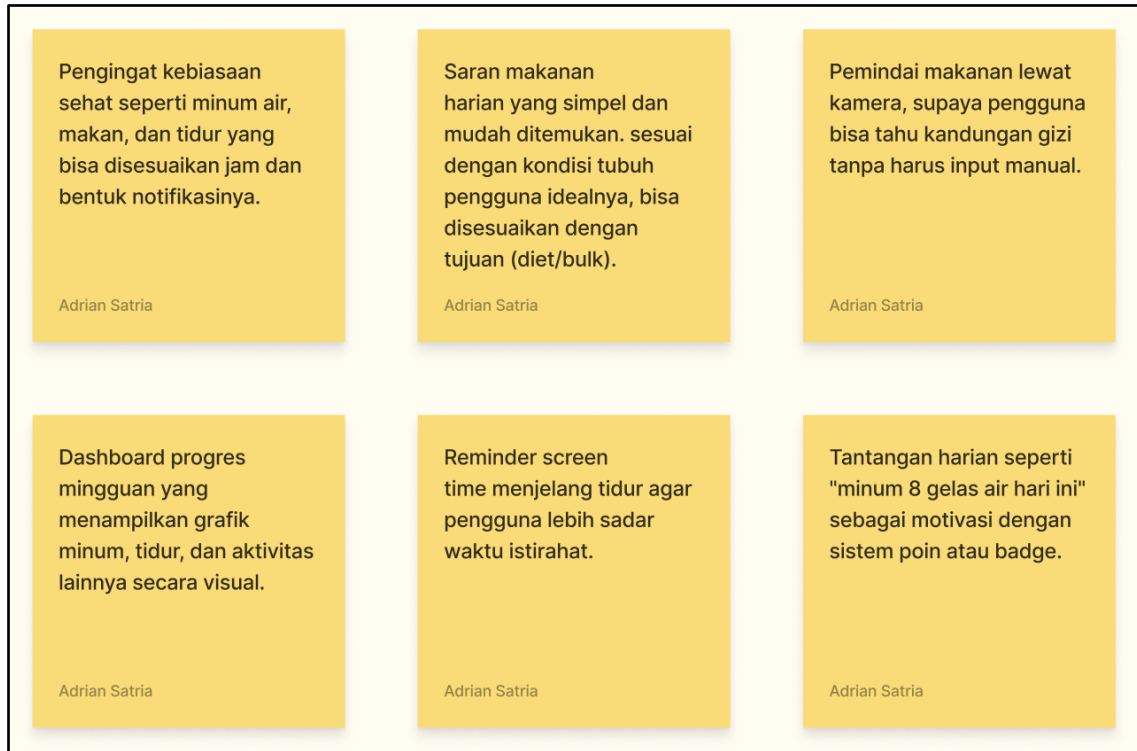 Pengingat kebiasaan
sehat seperti minum air,
makan, dan tidur yang
bisa disesuaikan jam dan
bentuk notifikasinya.
Adrian Satria
Saran makanan
harian yang simpel dan
mudah ditemukan. sesuai
dengan kondisi tubuh
pengguna idealnya, bisa
disesuaikan dengan
tujuan (diet/bulk).
Adrian Satria
Pemindai makanan lewat
kamera, supaya pengguna
bisa tahu kandungan gizi
tanpa harus input manual.
Adrian Satria
Dashboard progres
mingguan yang
menampilkan grafik
minum, tidur, dan aktivitas
lainnya secara visual.
Adrian Satria
Reminder screen
time menjelang tidur agar
pengguna lebih sadar
waktu istirahat.
Adrian Satria
Tantangan harian seperti
"minum 8 gelas air hari ini"
sebagai motivasi dengan
sistem poin atau badge.
Adrian Satria